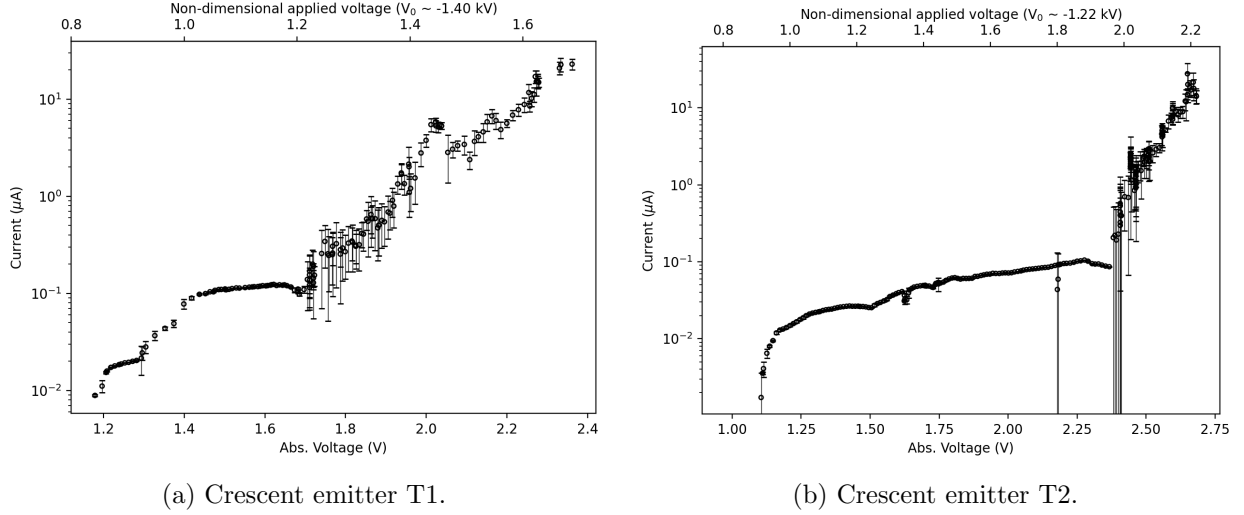 Non-dimensional applied voltage (V₀ ~ -1.40 kV)
0.8 1.0 1.2 1.4 1.6
10¹
10⁰
10⁻¹
10⁻²
Current (μA)
1.2 1.4 1.6 1.8 2.0 2.2 2.4
Abs. Voltage (V)
(a) Crescent emitter T1.
Non-dimensional applied voltage (V₀ ~ -1.22 kV)
0.8 1.0 1.2 1.4 1.6 1.8 2.0 2.2
10¹
10⁰
10⁻¹
10⁻²
Current (μA)
1.00 1.25 1.50 1.75 2.00 2.25 2.50 2.75
Abs. Voltage (V)
(b) Crescent emitter T2.